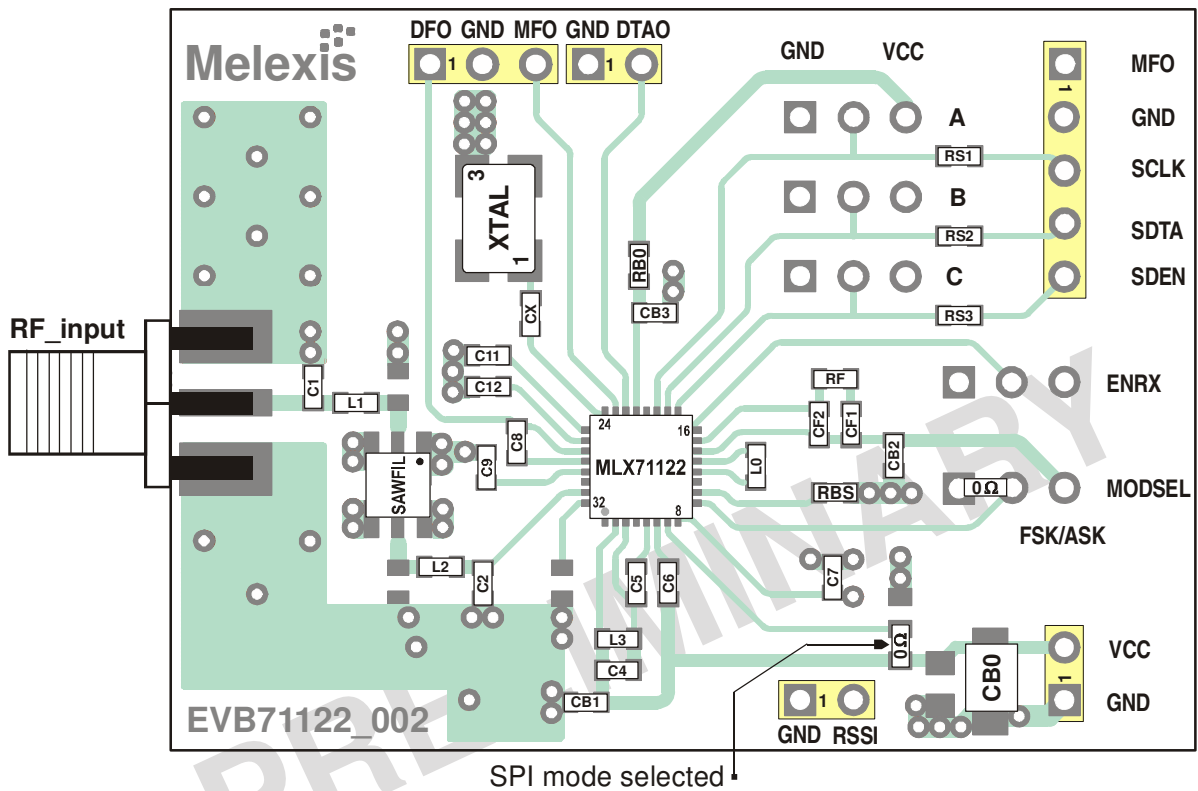 DFO GND MFO GND DTAO
Melexis
1
1
GND VCC
MFO
1
GND
A
RS1
SCLK
3
XTAL
1
B
RS2
SDTA
RB0
C
SDEN
CX
CB3
RS3
RF_input
C11
C12
C1
L1
RF
ENRX
24
16
CF2
CF1
C8
C9
MLX71122
L0
CB2
SAWFIL
RBS
0Ω
MODSEL
32
8
FSK/ASK
L2
C2
C5
C6
C7
L3
C4
0Ω
CB0
VCC
1
GND
CB1
1
EVB71122_002
GND RSSI
SPI mode selected
PRELIMINARY